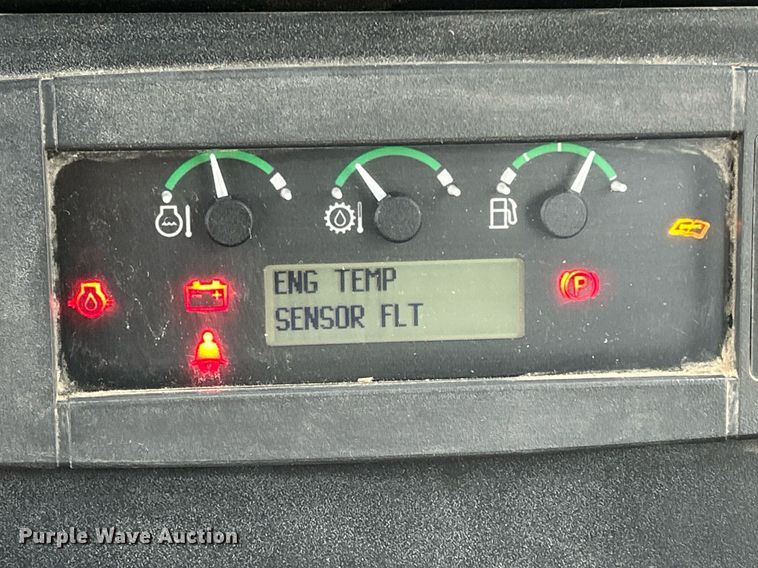 ENG TEMP
SENSOR FLT
P
Purple Wave Auction